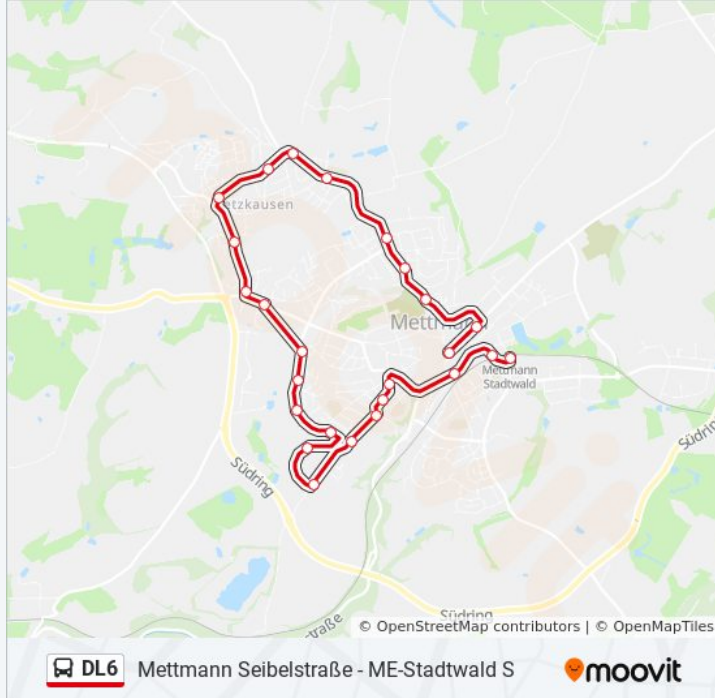 etzkausen
Mettmann
Mettmann
Stadtwald
Südring
Südring
Südring
straße
© OpenStreetMap contributors | © OpenMapTiles
DL6 Mettmann Seibelstraße - ME-Stadtwald S moovit